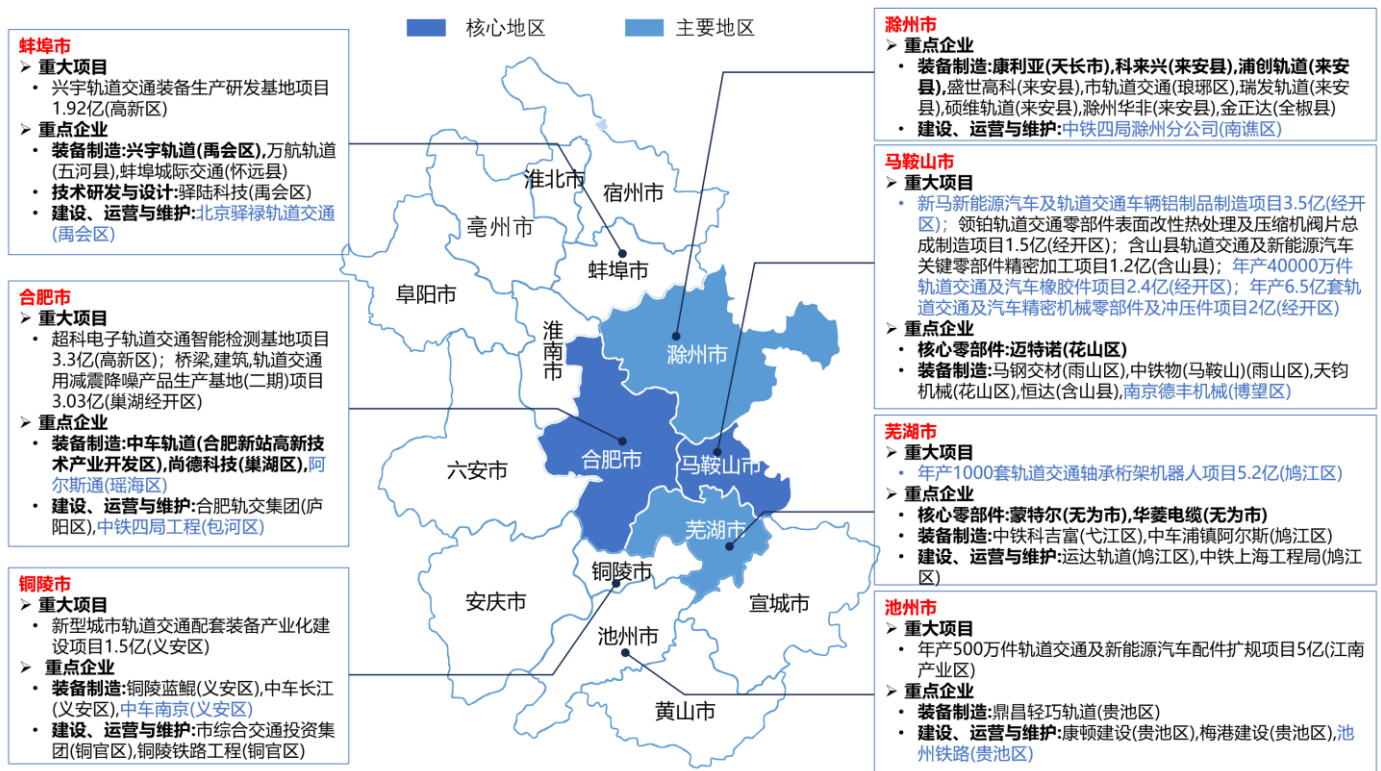 核心地区
主要地区
蚌埠市
➢ 重大项目
• 兴宇轨道交通装备生产研发基地项目
1.92亿(高新区)
➢ 重点企业
• 装备制造:兴宇轨道(禹会区),万航轨道
(五河县),蚌埠城际交通(怀远县)
• 技术研发与设计:驿陆科技(禹会区)
• 建设、运营与维护:北京驿禄轨道交通
(禹会区)
合肥市
➢ 重大项目
• 超科电子轨道交通智能检测基地项目
3.3亿(高新区)；桥梁,建筑,轨道交通
用减震降噪产品生产基地(二期)项目
3.03亿(巢湖经开区)
➢ 重点企业
• 装备制造:中车轨道(合肥新站高新技
术产业开发区),尚德科技(巢湖区),阿
尔斯通(瑶海区)
• 建设、运营与维护:合肥轨交集团(庐
阳区),中铁四局工程(包河区)
铜陵市
➢ 重大项目
• 新型城市轨道交通配套装备产业化建
设项目1.5亿(义安区)
➢ 重点企业
• 装备制造:铜陵蓝鲲(义安区),中车长江
(义安区),中车南京(义安区)
• 建设、运营与维护:市综合交通投资集
团(铜官区),铜陵铁路工程(铜官区)
淮北市
宿州市
亳州市
蚌埠市
阜阳市
淮南市
滁州市
合肥市
马鞍山市
六安市
芜湖市
铜陵市
安庆市
宣城市
池州市
黄山市
滁州市
➢ 重点企业
• 装备制造:康利亚(天长市),科来兴(来安县),浦创轨道(来安
县),盛世高科(来安县),市轨道交通(琅琊区),瑞发轨道(来安
县),硕维轨道(来安县),滁州华非(来安县),金正达(全椒县)
• 建设、运营与维护:中铁四局滁州分公司(南谯区)
马鞍山市
➢ 重大项目
• 新马新能源汽车及轨道交通车辆铝制品制造项目3.5亿(经开
区)；领铂轨道交通零部件表面改性热处理及压缩机阀片总
成制造项目1.5亿(经开区)；含山县轨道交通及新能源汽车
关键零部件精密加工项目1.2亿(含山县)；年产40000万件
轨道交通及汽车橡胶件项目2.4亿(经开区)；年产6.5亿套轨
道交通及汽车精密机械零部件及冲压件项目2亿(经开区)
➢ 重点企业
• 核心零部件:迈特诺(花山区)
• 装备制造:马钢交材(雨山区),中铁物(马鞍山)(雨山区),天钧
机械(花山区),恒达(含山县),南京德丰机械(博望区)
芜湖市
➢ 重大项目
• 年产1000套轨道交通轴承桁架机器人项目5.2亿(鸠江区)
➢ 重点企业
• 核心零部件:蒙特尔(无为市),华菱电缆(无为市)
• 装备制造:中铁科吉富(弋江区),中车浦镇阿尔斯(鸠江区)
• 建设、运营与维护:运达轨道(鸠江区),中铁上海工程局(鸠江
区)
池州市
➢ 重大项目
• 年产500万件轨道交通及新能源汽车配件扩规项目5亿(江南
产业区)
➢ 重点企业
• 装备制造:鼎昌轻巧轨道(贵池区)
• 建设、运营与维护:康顿建设(贵池区),梅港建设(贵池区),池
州铁路(贵池区)